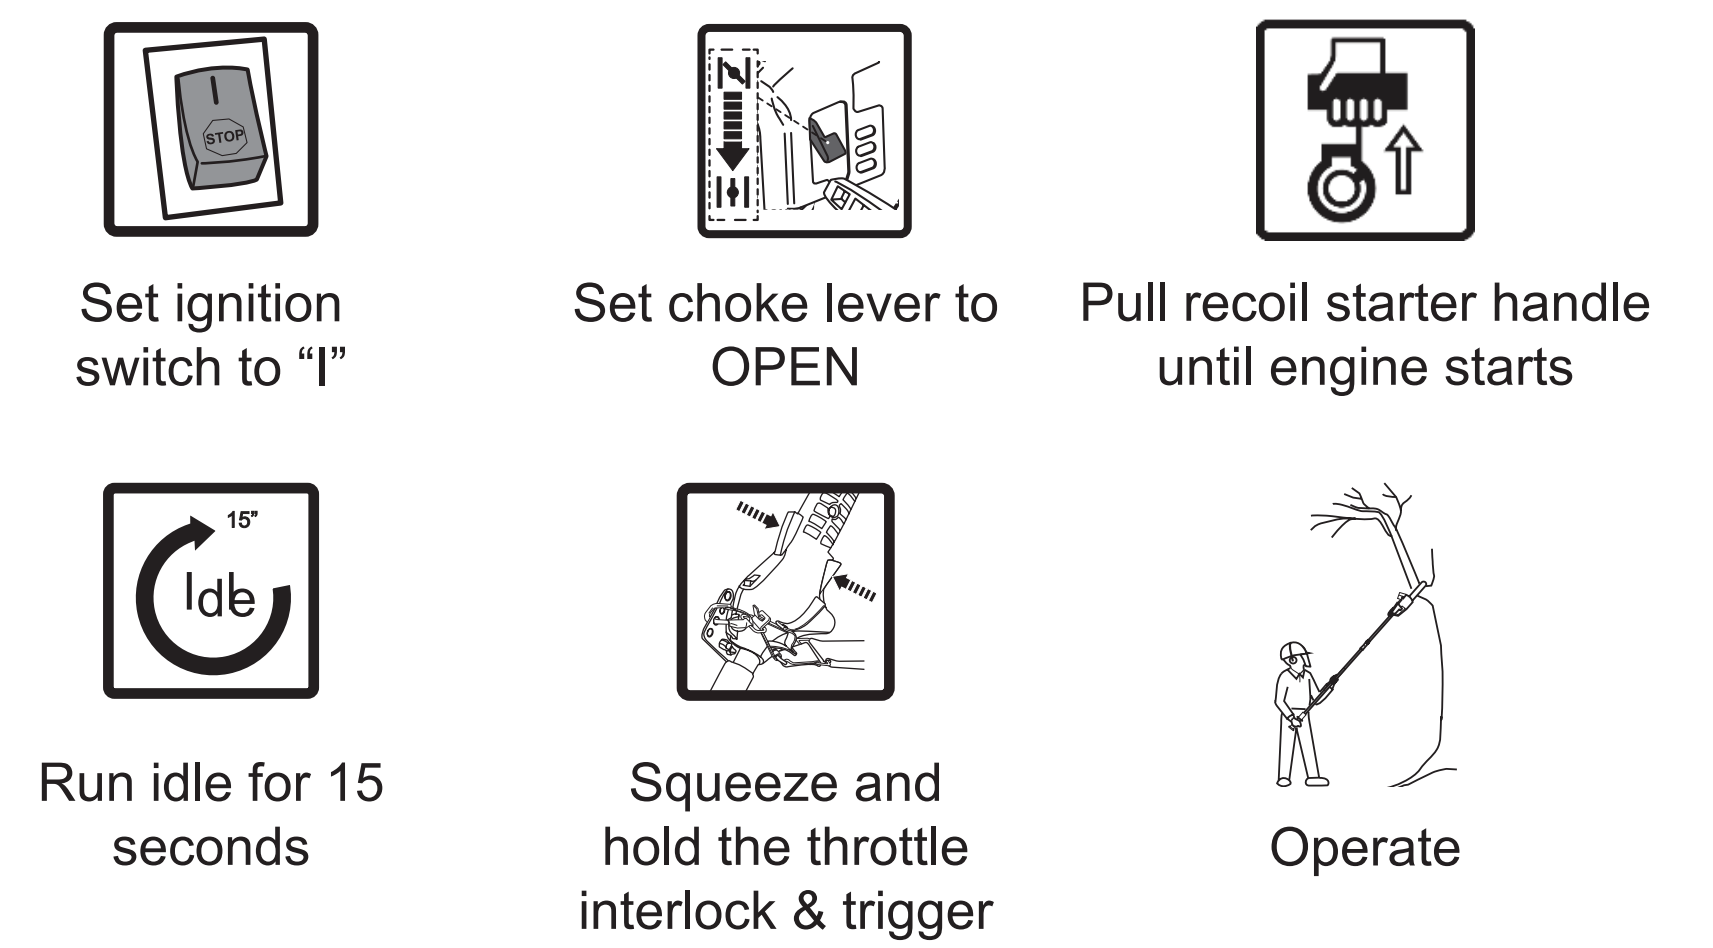 STOP
Set ignition
switch to “I”
Set choke lever to
OPEN
Pull recoil starter handle
until engine starts
15”
Idle
Run idle for 15
seconds
Squeeze and
hold the throttle
interlock & trigger
Operate